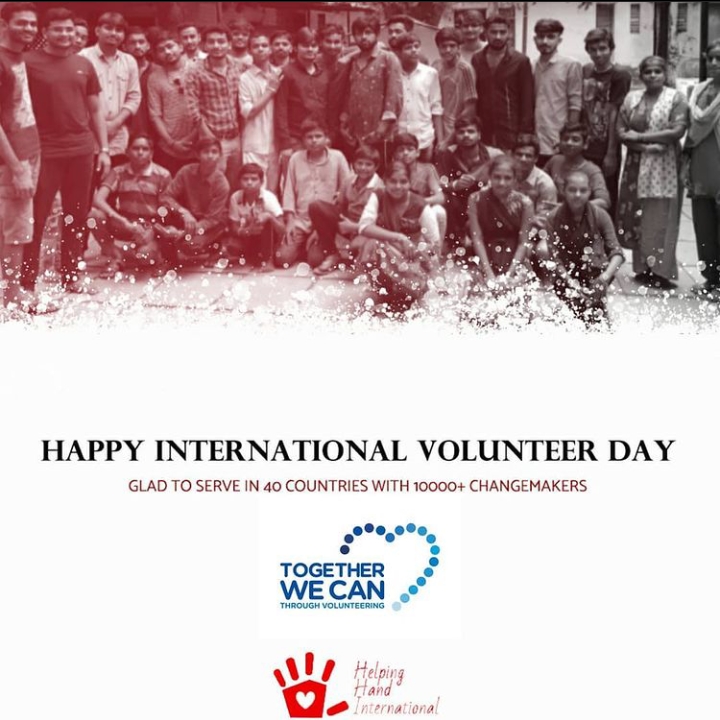 HAPPY INTERNATIONAL VOLUNTEER DAY
GLAD TO SERVE IN 40 COUNTRIES WITH 10000+ CHANGEMAKERS
TOGETHER
WE CAN
THROUGH VOLUNTEERING
Helping
Hand
International